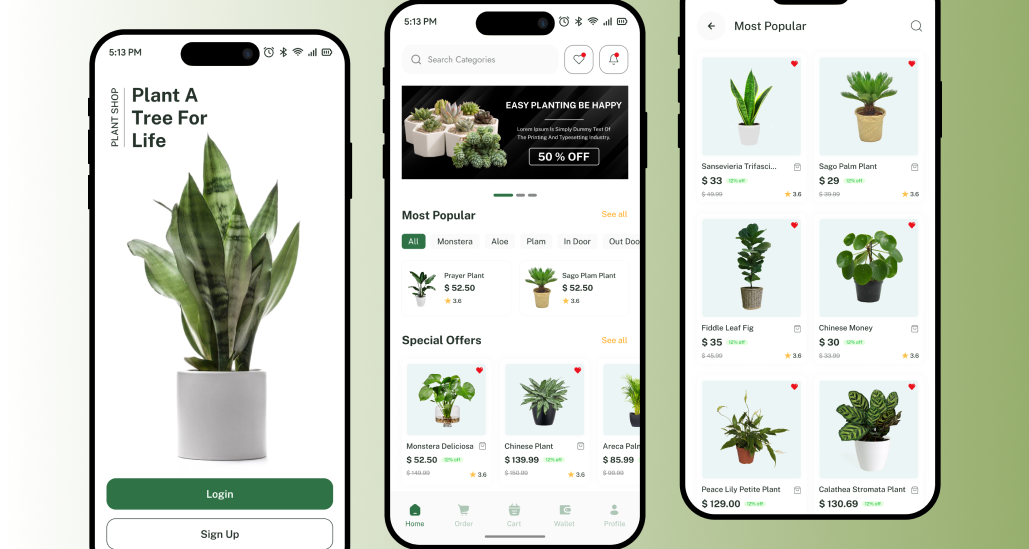 5:13 PM
PLANT SHOP
Plant A
Tree For
Life
Login
Sign Up
5:13 PM
Search Categories
EASY PLANTING BE HAPPY
Lorem Ipsum Is Simply Dummy Test Of
The Printing And Typesetting Industry.
50 % OFF
Most Popular
See all
All Monstera Aloe Plam In Door Out Doo
Prayer Plant
$ 52.50
3.6
Sago Plam Plant
$ 52.50
3.6
Special Offers
See all
Monstera Deliciosa
$ 52.50 12% off
$ 149.99 3.6
Chinese Plant
$ 139.99 12% off
$ 150.99 3.6
Areca Palm
$ 85.99
$ 99.99
Home Order Cart Wallet Profile
Most Popular
Sansevieria Trifasci...
$ 33 12% off
$ 49.99 3.6
Sago Palm Plant
$ 29 12% off
$ 39.99 3.6
Fiddle Leaf Fig
$ 35 12% off
$ 45.99 3.6
Chinese Money
$ 30 12% off
$ 33.99 3.6
Peace Lily Petite Plant
$ 129.00 12% off
Calathea Stromata Plant
$ 130.69 12% off